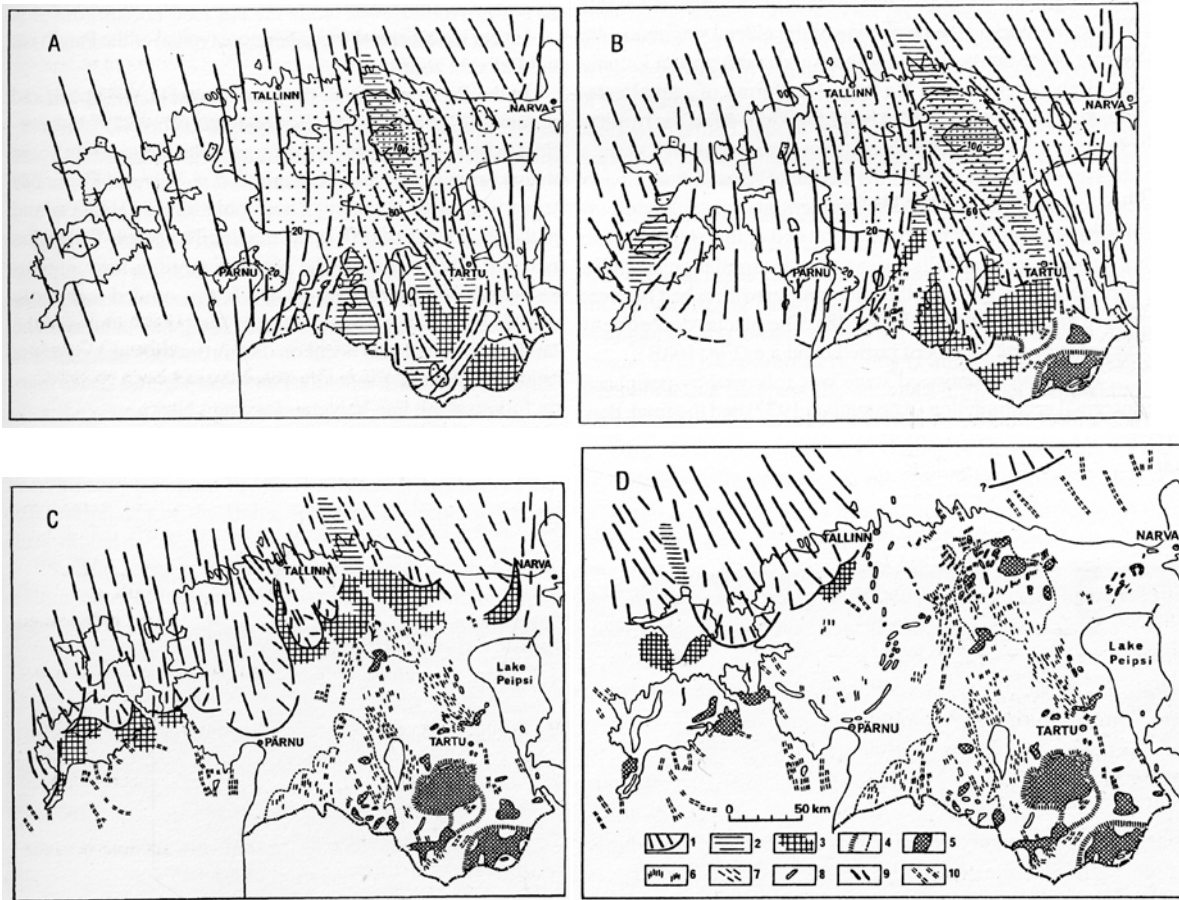 A
TALLINN
NARVA
100
20
PÄRNU
TARTU
B
TALLINN
NARVA
100
60
20
PÄRNU
TARTU
C
TALLINN
NARVA
Lake
Peipsi
PÄRNU
TARTU
D
?
?
TALLINN
NARVA
Lake
Peipsi
PÄRNU
TARTU
0 50 km
1 2 3 4 5
6 7 8 9 10